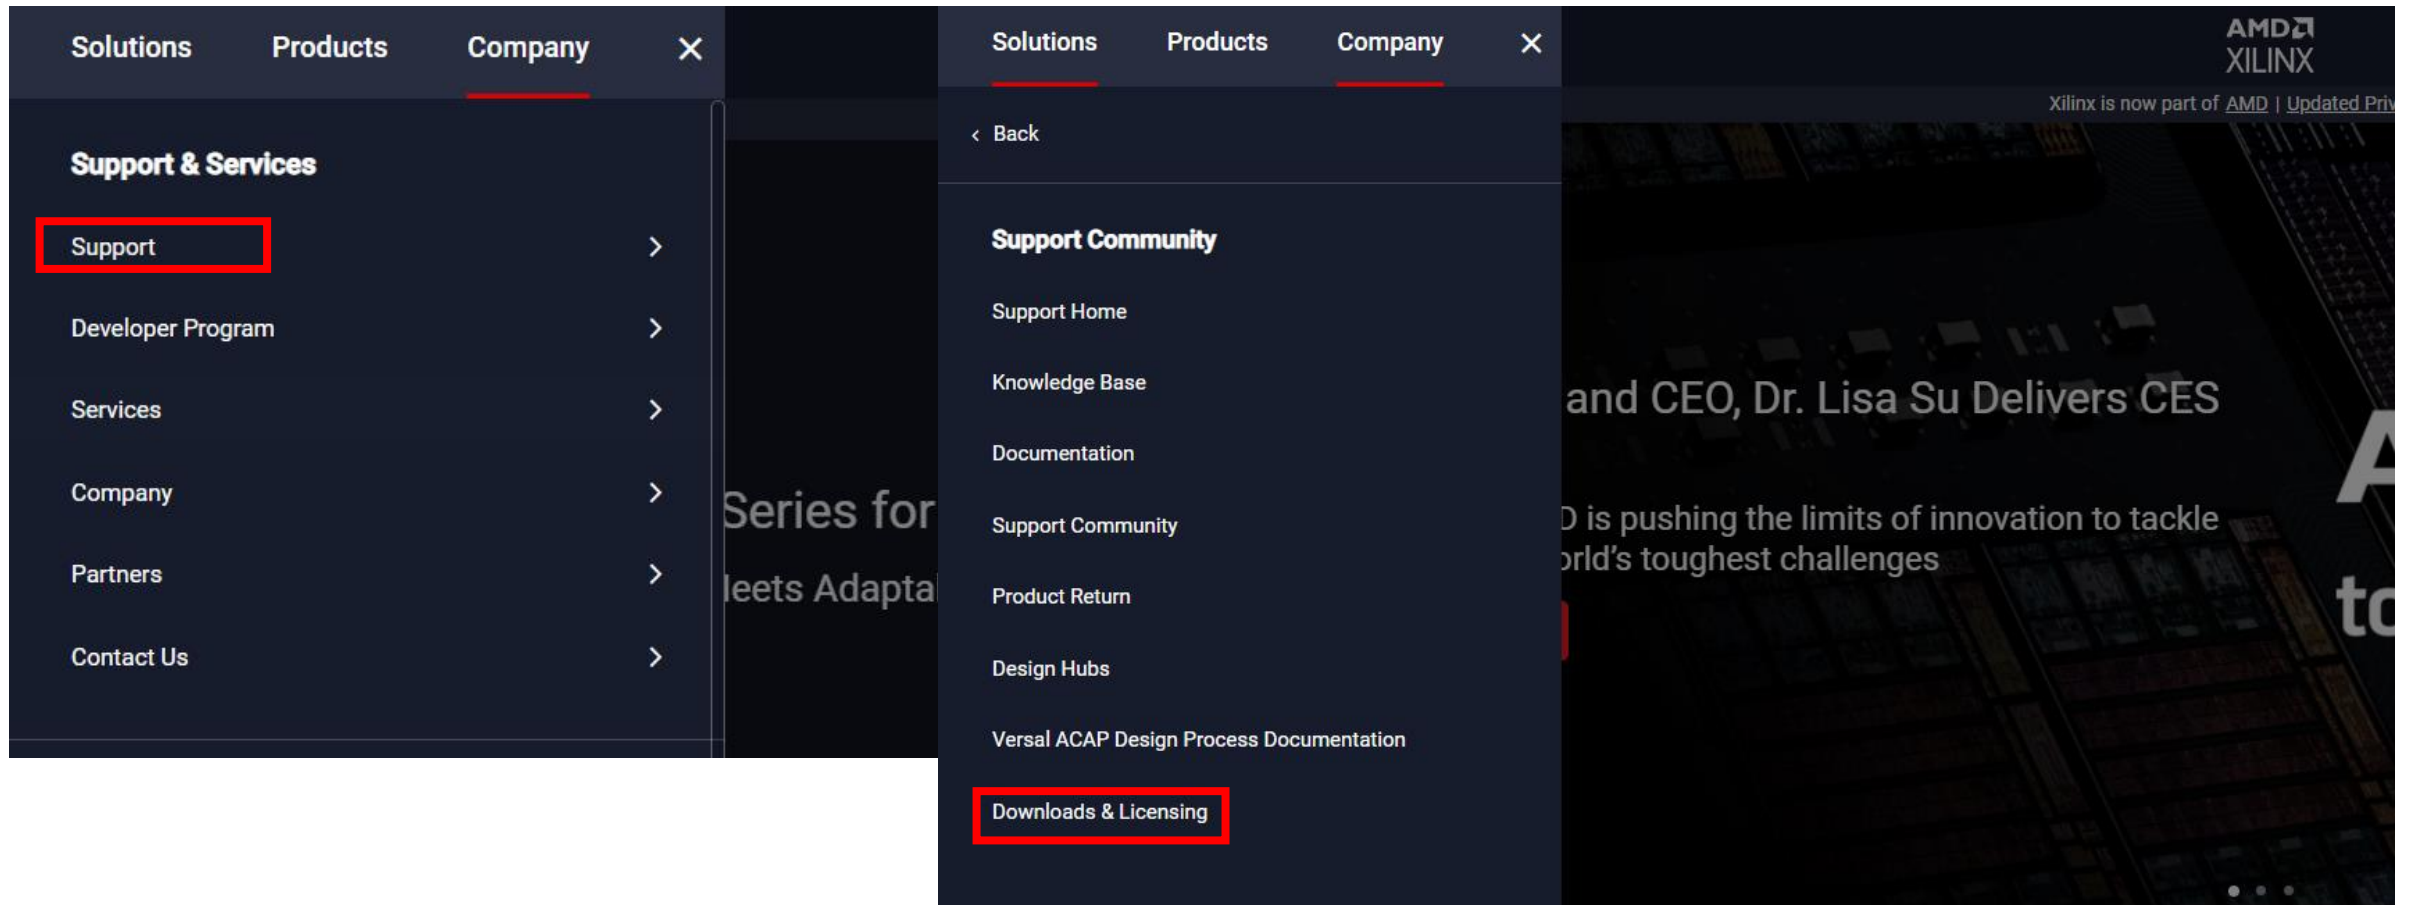 Solutions Products Company ×
Support & Services
Support
Developer Program
Services
Company
Partners
Contact Us
Series for
Adapta
Solutions Products Company ×
Back
Support Community
Support Home
Knowledge Base
Documentation
Support Community
Product Return
Design Hubs
Versal ACAP Design Process Documentation
Downloads & Licensing
AMD
XILINX
Xilinx is now part of AMD | Updated Priv
and CEO, Dr. Lisa Su Delivers CES
D is pushing the limits of innovation to tackle
orld's toughest challenges
A
to